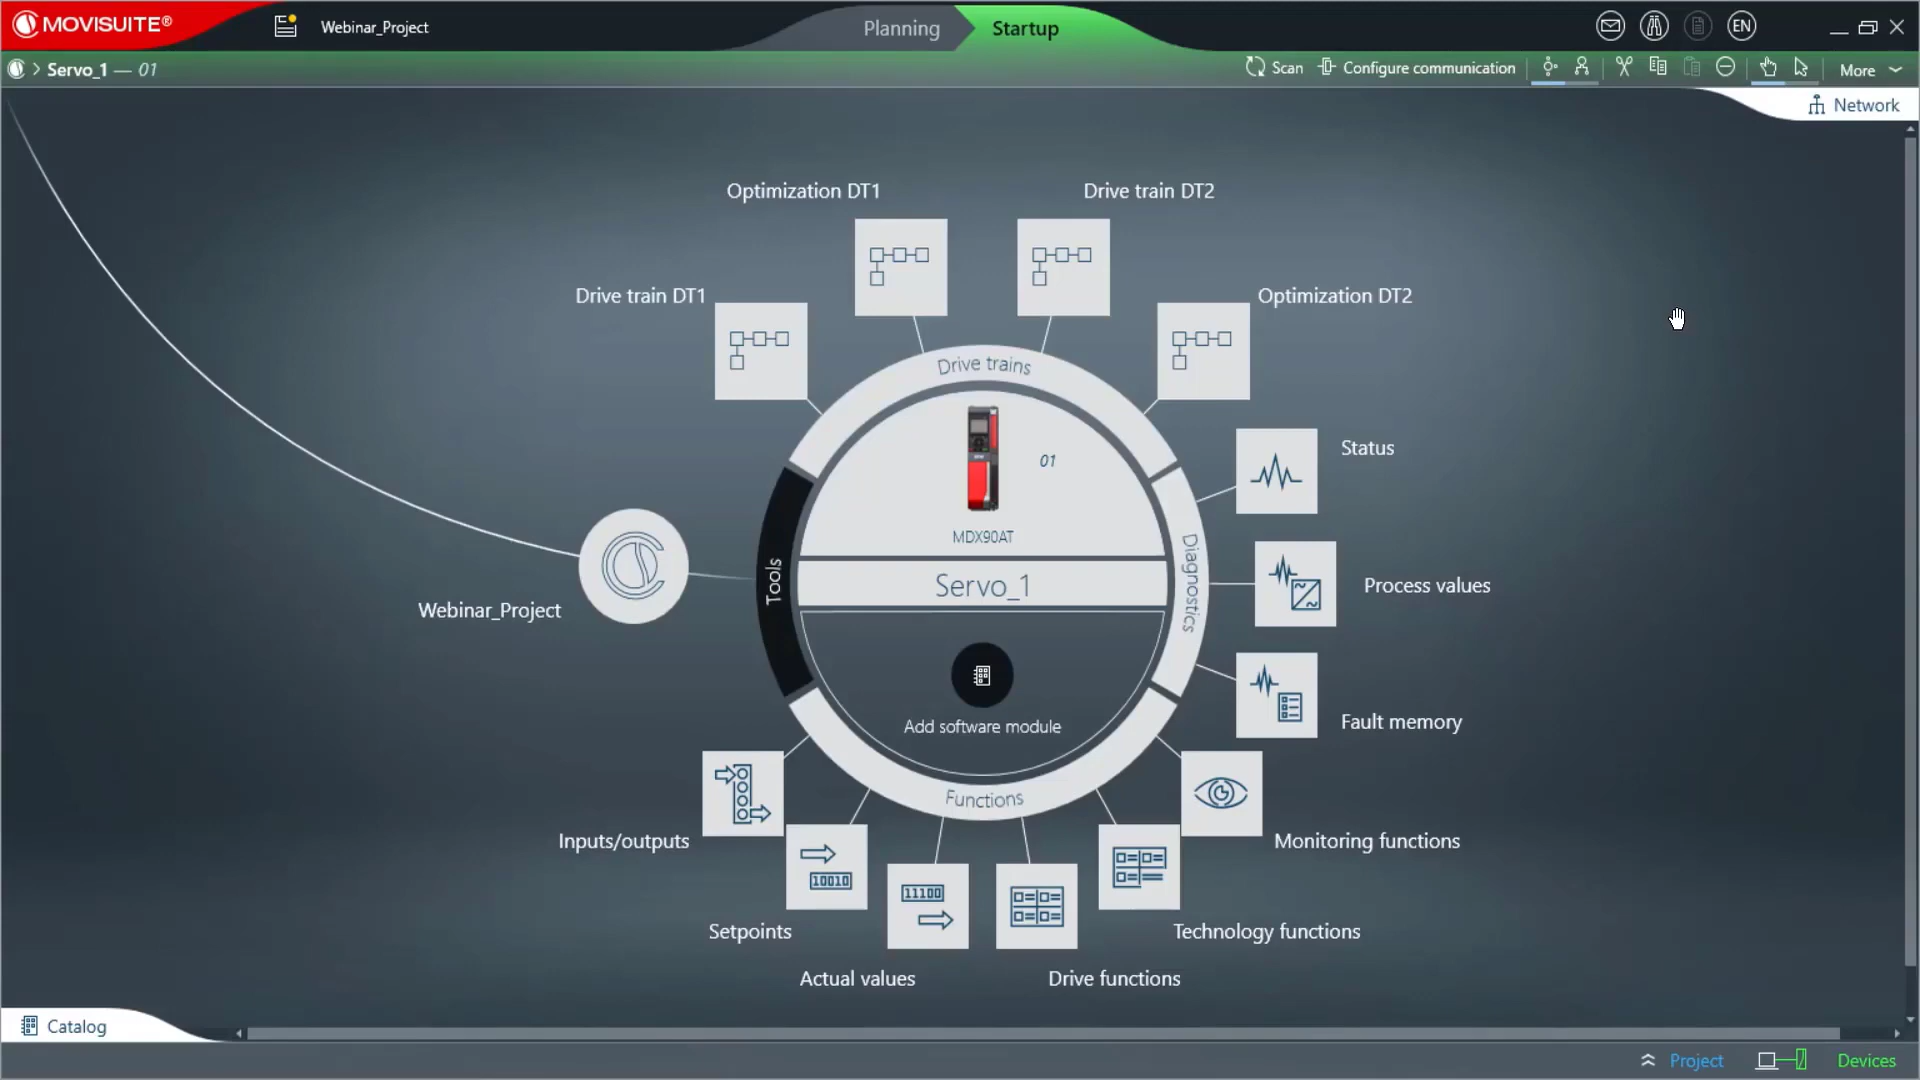 MOVISUITE®
Webinar_Project
Planning
Startup
EN
Servo_1 — 01
Scan
Configure communication
More
Network
Optimization DT1
Drive train DT2
Drive train DT1
Optimization DT2
Drive trains
Status
01
MDX90AT
Tools
Diagnostics
Servo_1
Process values
Webinar_Project
Add software module
Fault memory
Functions
Inputs/outputs
Monitoring functions
10010
11100
Setpoints
Technology functions
Actual values
Drive functions
Catalog
Project
Devices